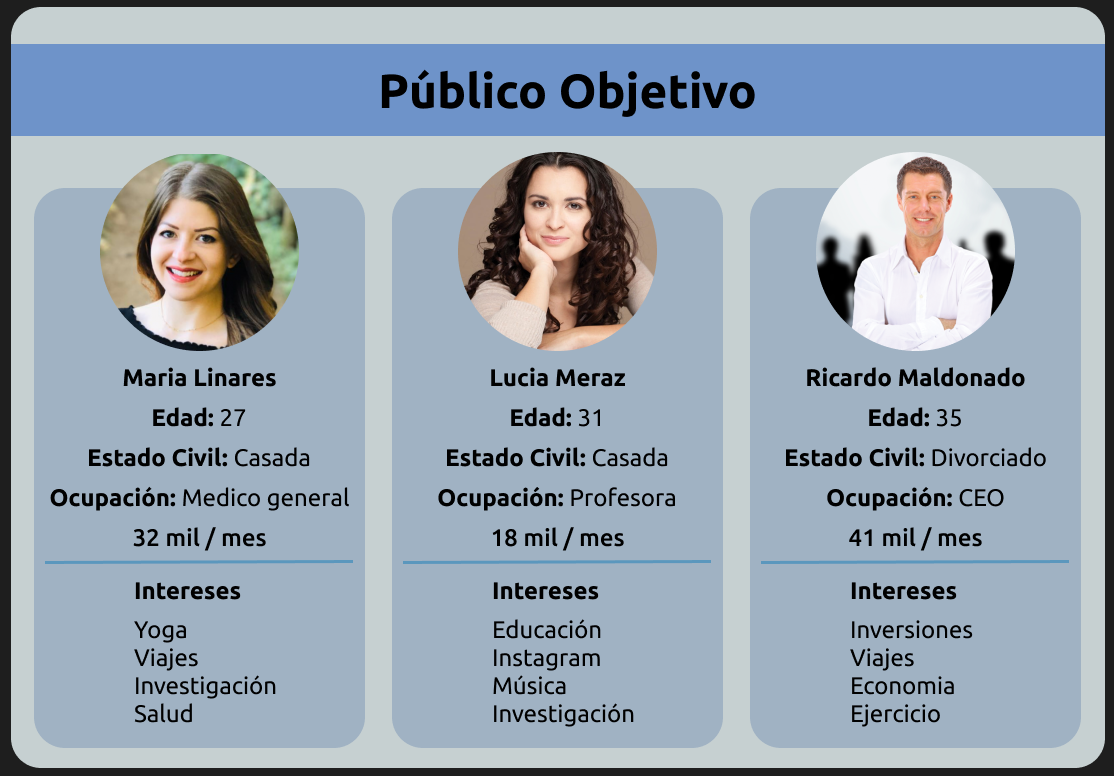 Público Objetivo
Maria Linares
Edad: 27
Estado Civil: Casada
Ocupación: Medico general
32 mil / mes
Intereses
Yoga
Viajes
Investigación
Salud
Lucia Meraz
Edad: 31
Estado Civil: Casada
Ocupación: Profesora
18 mil / mes
Intereses
Educación
Instagram
Música
Investigación
Ricardo Maldonado
Edad: 35
Estado Civil: Divorciado
Ocupación: CEO
41 mil / mes
Intereses
Inversiones
Viajes
Economia
Ejercicio